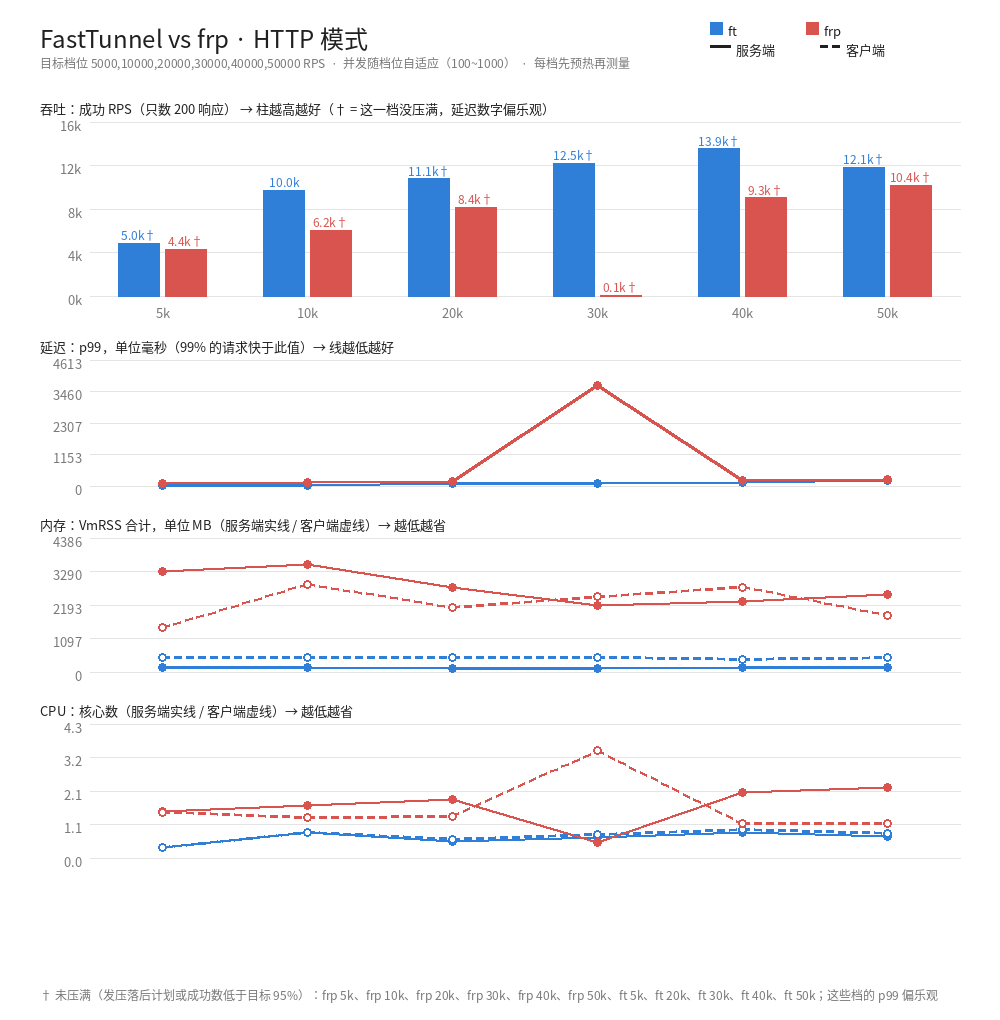 FastTunnel vs frp · HTTP 模式
ft
frp
服务端
客户端
目标档位 5000,10000,20000,30000,40000,50000 RPS · 并发随档位自适应（100~1000） · 每档先预热再测量
吞吐：成功 RPS（只数 200 响应）→ 柱越高越好（† = 这一档没压满，延迟数字偏乐观）
16k
12k
8k
4k
0k
5.0k†
4.4k†
10.0k
6.2k†
11.1k†
8.4k†
12.5k†
0.1k†
13.9k†
9.3k†
12.1k†
10.4k†
5k
10k
20k
30k
40k
50k
延迟：p99，单位毫秒（99% 的请求快于此值）→ 线越低越好
4613
3460
2307
1153
0
内存：VmRSS 合计，单位 MB（服务端实线 / 客户端虚线）→ 越低越省
4386
3290
2193
1097
0
CPU：核心数（服务端实线 / 客户端虚线）→ 越低越省
4.3
3.2
2.1
1.1
0.0
† 未压满（发压落后计划或成功数低于目标 95%）：frp 5k、frp 10k、frp 20k、frp 30k、frp 40k、frp 50k、ft 5k、ft 20k、ft 30k、ft 40k、ft 50k；这些档的 p99 偏乐观